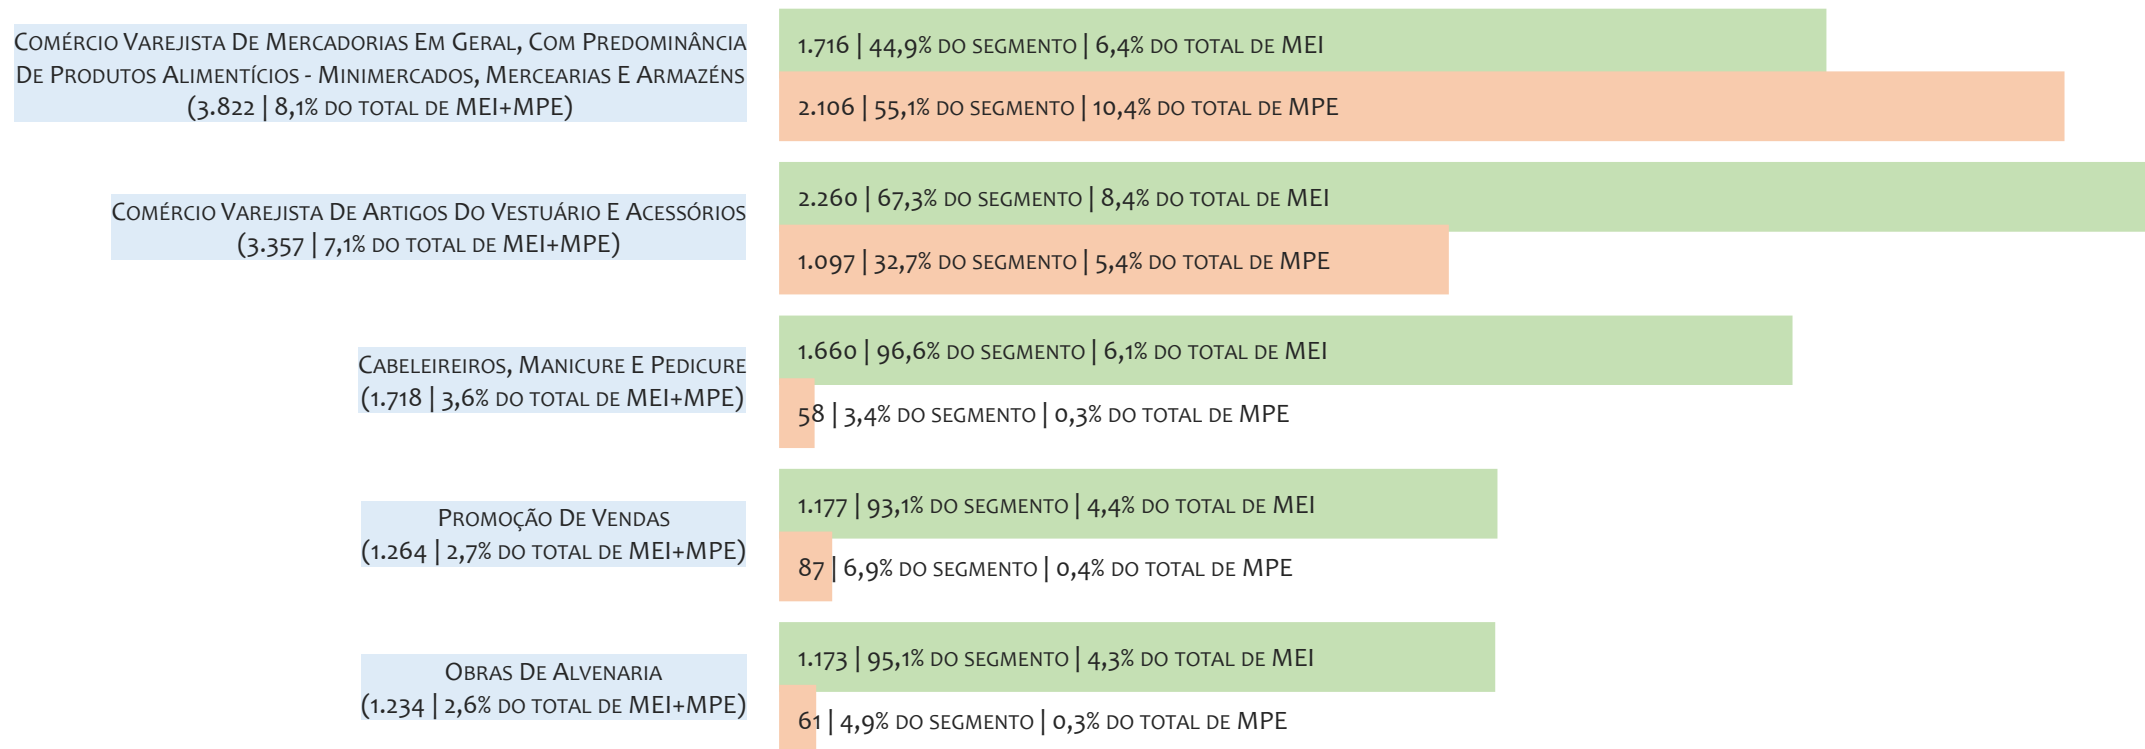 Comércio Varejista De Mercadorias Em Geral, Com Predominância
De Produtos Alimentícios - Minimercados, Mercearias E Armazéns
(3.822 | 8,1% do total de MEI+MPE)
1.716 | 44,9% do segmento | 6,4% do total de MEI
2.106 | 55,1% do segmento | 10,4% do total de MPE
Comércio Varejista De Artigos Do Vestuário E Acessórios
(3.357 | 7,1% do total de MEI+MPE)
2.260 | 67,3% do segmento | 8,4% do total de MEI
1.097 | 32,7% do segmento | 5,4% do total de MPE
Cabeleireiros, Manicure E Pedicure
(1.718 | 3,6% do total de MEI+MPE)
1.660 | 96,6% do segmento | 6,1% do total de MEI
58 | 3,4% do segmento | 0,3% do total de MPE
Promoção De Vendas
(1.264 | 2,7% do total de MEI+MPE)
1.177 | 93,1% do segmento | 4,4% do total de MEI
87 | 6,9% do segmento | 0,4% do total de MPE
Obras De Alvenaria
(1.234 | 2,6% do total de MEI+MPE)
1.173 | 95,1% do segmento | 4,3% do total de MEI
61 | 4,9% do segmento | 0,3% do total de MPE